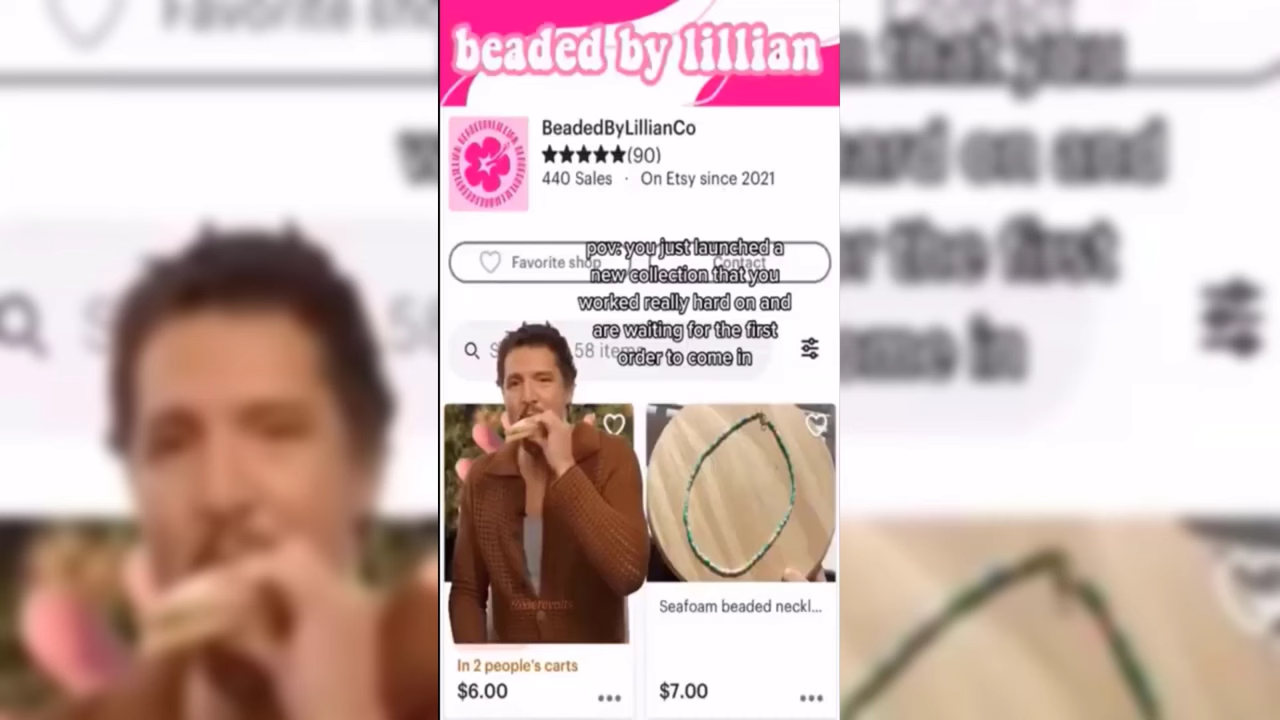 beaded by lillian
BeadedByLillianCo
★★★★★(90)
440 Sales · On Etsy since 2021
Favorite shop
Contact
pov: you just launched a
new collection that you
worked really hard on and
are waiting for the first
order to come in
58 items
Seafoam beaded neckl...
In 2 people's carts
$6.00
$7.00